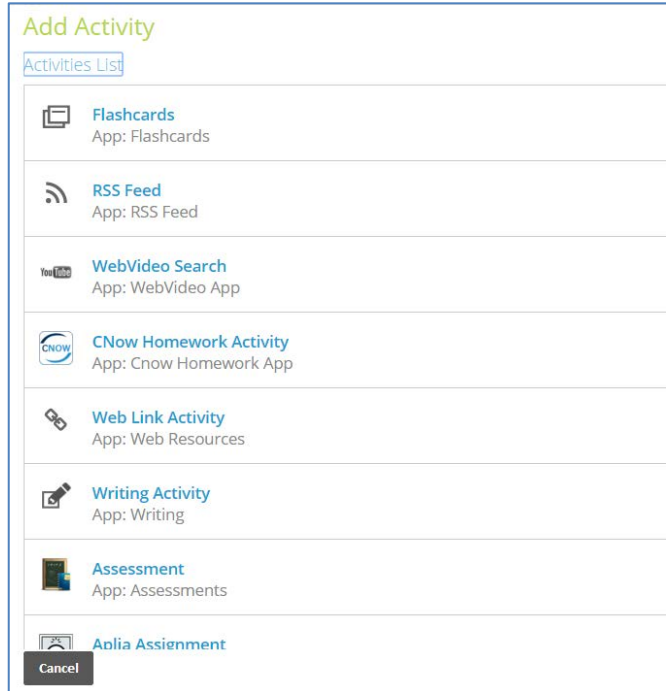 Add Activity
Activities List
Flashcards
App: Flashcards
RSS Feed
App: RSS Feed
YouTube
WebVideo Search
App: WebVideo App
CNOW
CNow Homework Activity
App: Cnow Homework App
Web Link Activity
App: Web Resources
Writing Activity
App: Writing
Assessment
App: Assessments
Aplia Assignment
Cancel